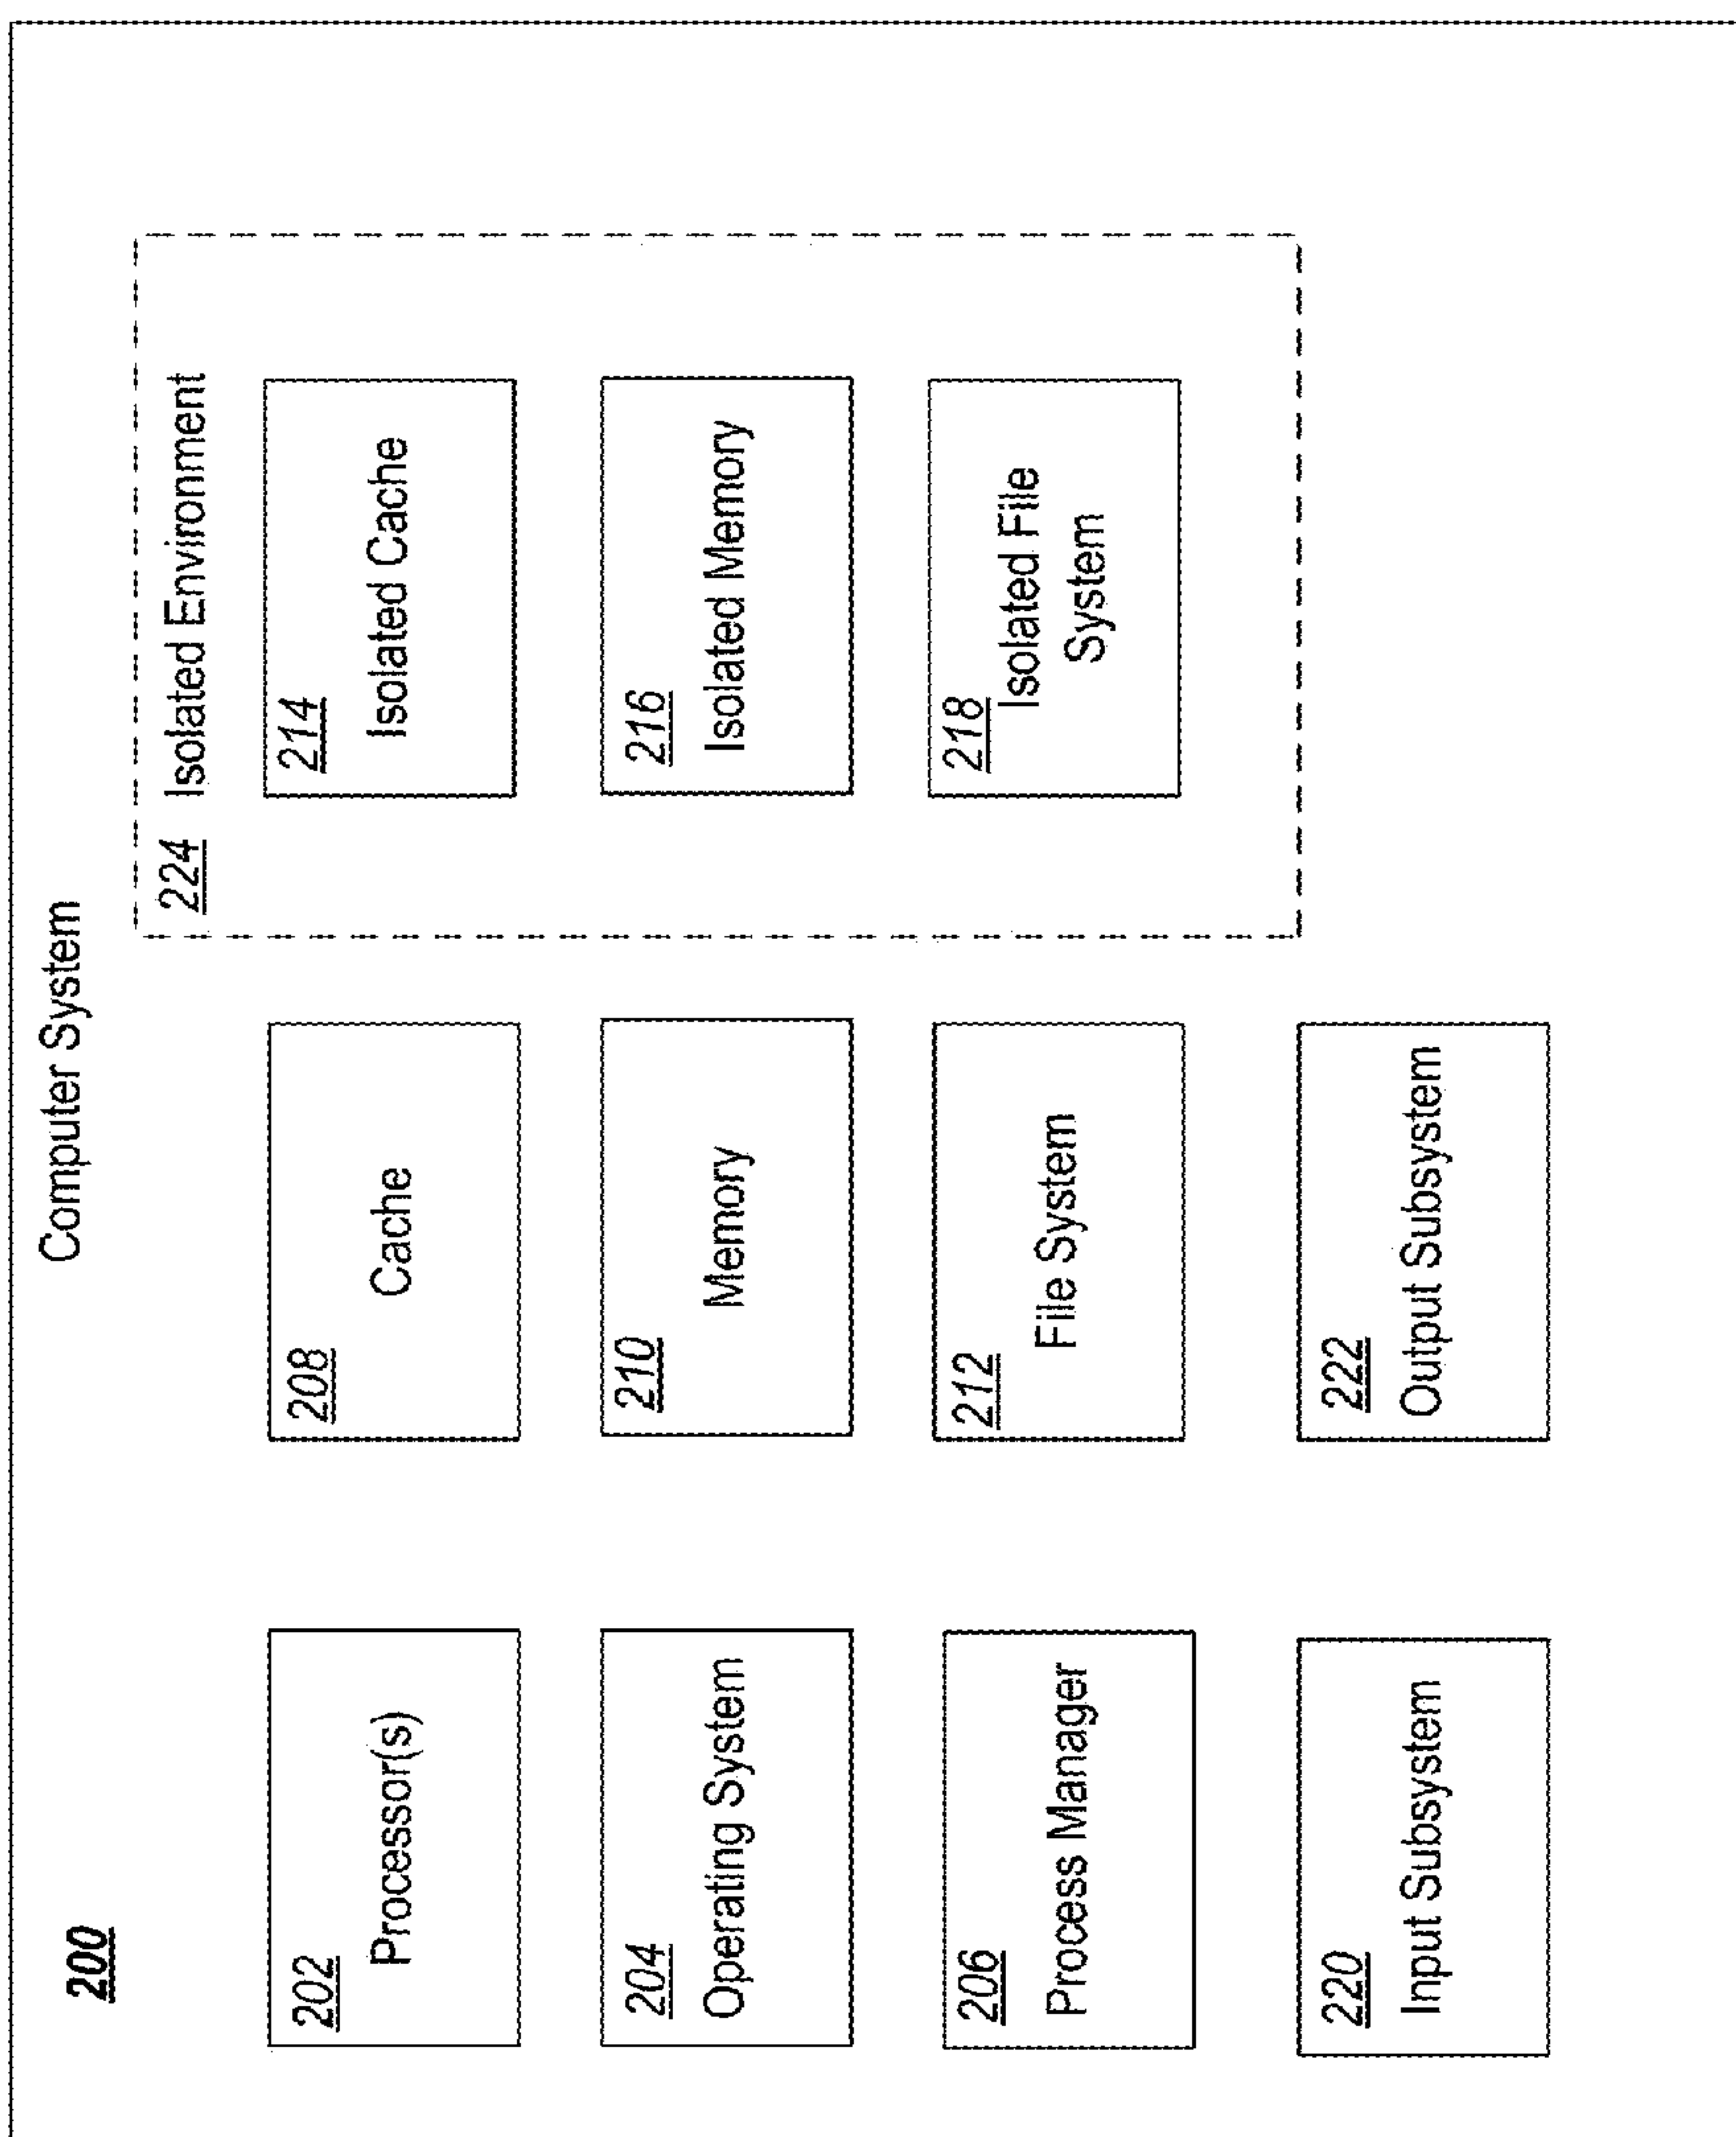 Computer System
200
224 Isolated Environment
202
Processor(s)
208
Cache
214
Isolated Cache
204
Operating System
210
Memory
216
Isolated Memory
206
Process Manager
212
File System
218
Isolated File
System
220
Input Subsystem
222
Output Subsystem